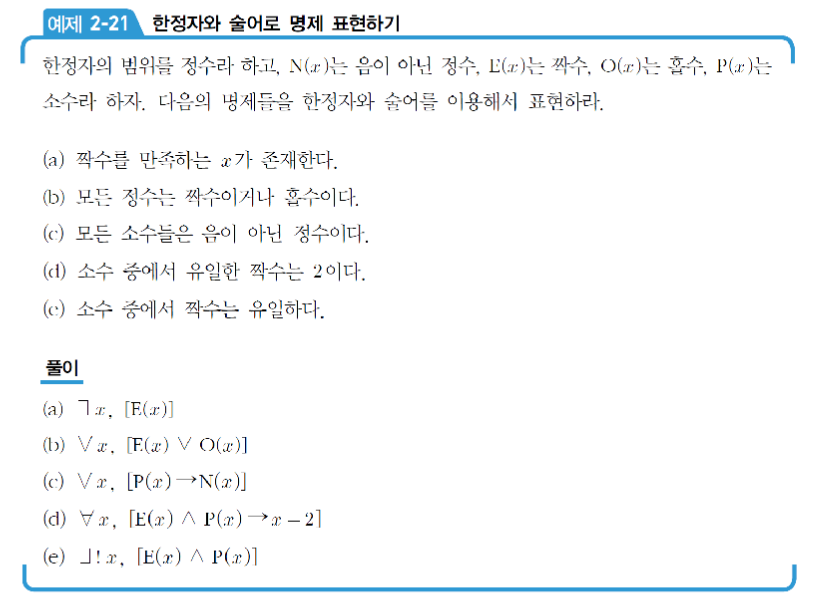 예제 2-21 한정자와 술어로 명제 표현하기
한정자의 범위를 정수라 하고, N(x)는 음이 아닌 정수, E(x)는 짝수, O(x)는 홀수, P(x)는
소수라 하자. 다음의 명제들을 한정자와 술어를 이용해서 표현하라.
(a) 짝수를 만족하는 x가 존재한다.
(b) 모든 정수는 짝수이거나 홀수이다.
(c) 모든 소수들은 음이 아닌 정수이다.
(d) 소수 중에서 유일한 짝수는 2이다.
(e) 소수 중에서 짝수는 유일하다.
풀이
(a) ∃x, [E(x)]
(b) ∀x, [E(x) ∨ O(x)]
(c) ∀x, [P(x)→N(x)]
(d) ∀x, [E(x) ∧ P(x)→x=2]
(e) ∃!x, [E(x) ∧ P(x)]